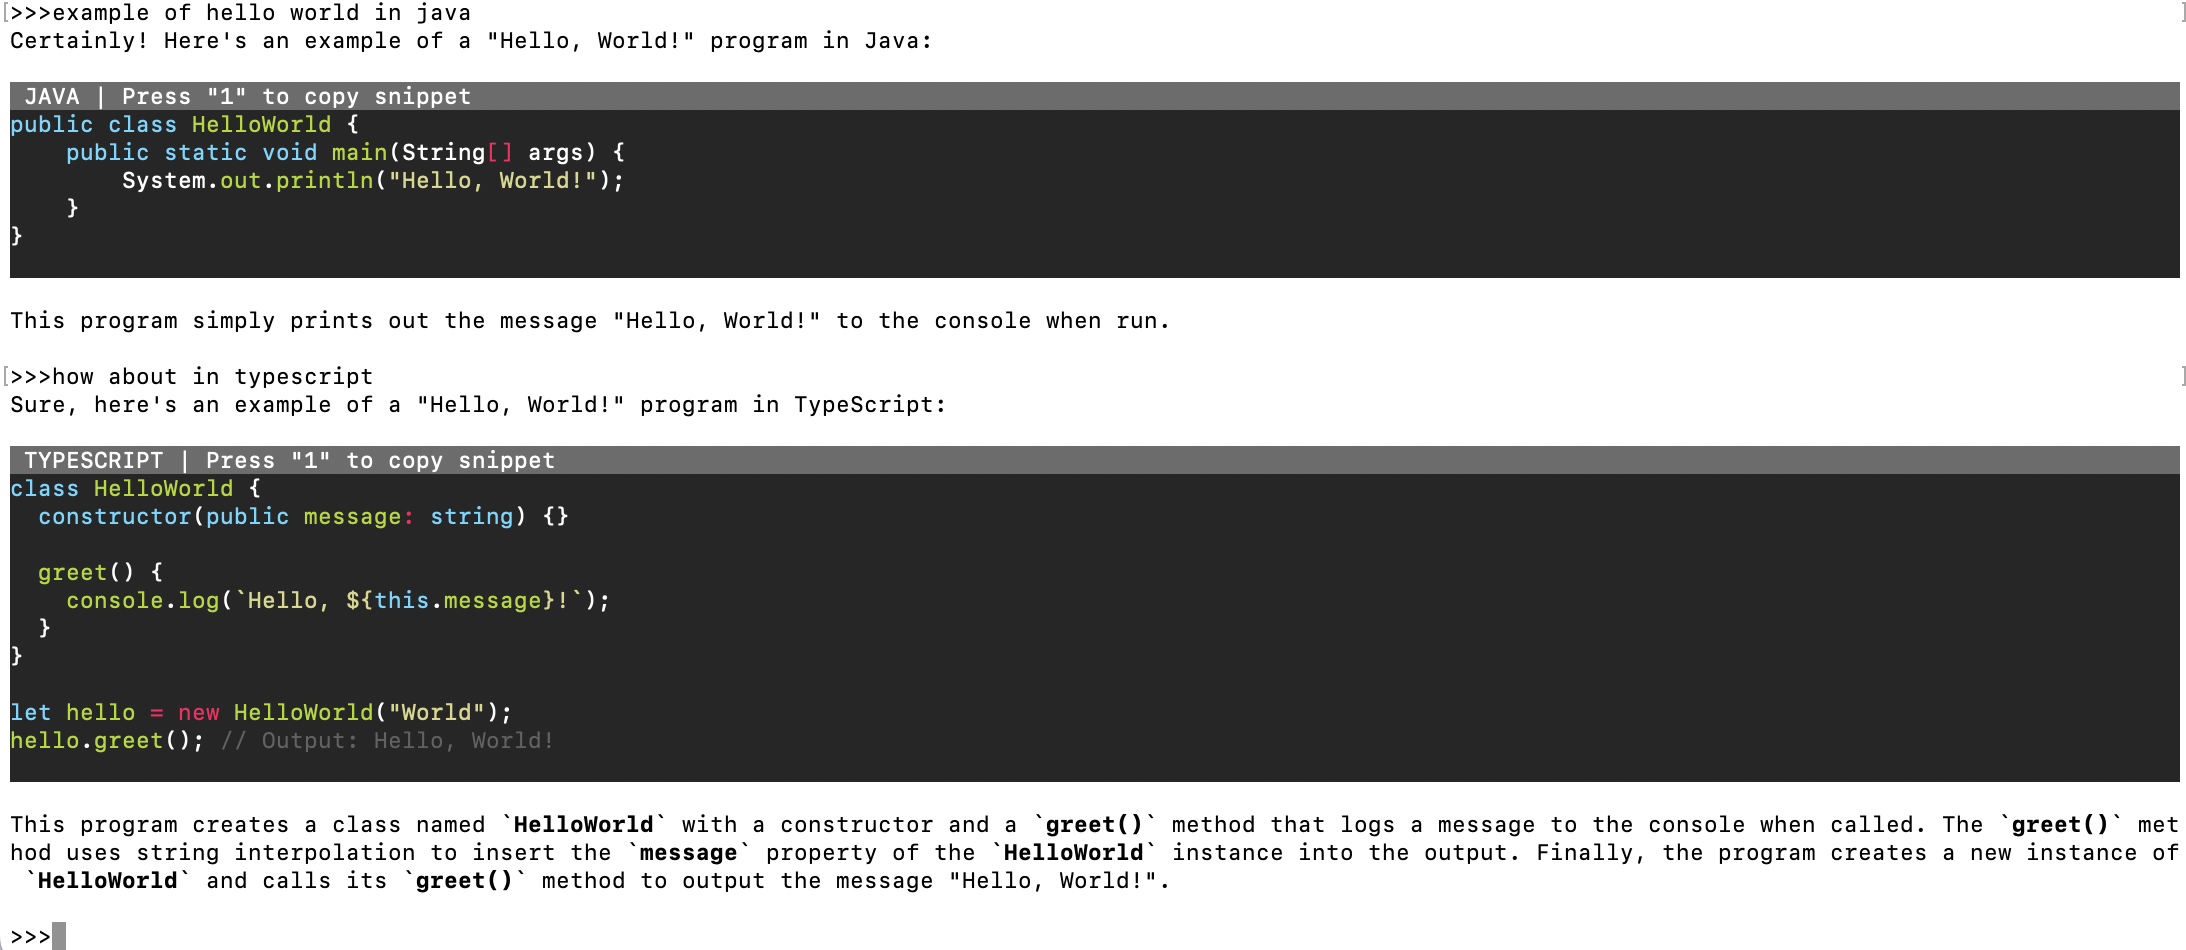 [>>>example of hello world in java ]
Certainly! Here's an example of a "Hello, World!" program in Java:
JAVA | Press "1" to copy snippet
public class HelloWorld {
    public static void main(String[] args) {
        System.out.println("Hello, World!");
    }
}
This program simply prints out the message "Hello, World!" to the console when run.
[>>>how about in typescript ]
Sure, here's an example of a "Hello, World!" program in TypeScript:
TYPESCRIPT | Press "1" to copy snippet
class HelloWorld {
  constructor(public message: string) {}
  greet() {
    console.log(`Hello, ${this.message}!`);
  }
}
let hello = new HelloWorld("World");
hello.greet(); // Output: Hello, World!
This program creates a class named `HelloWorld` with a constructor and a `greet()` method that logs a message to the console when called. The `greet()` met
hod uses string interpolation to insert the `message` property of the `HelloWorld` instance into the output. Finally, the program creates a new instance of
 `HelloWorld` and calls its `greet()` method to output the message "Hello, World!".
>>>